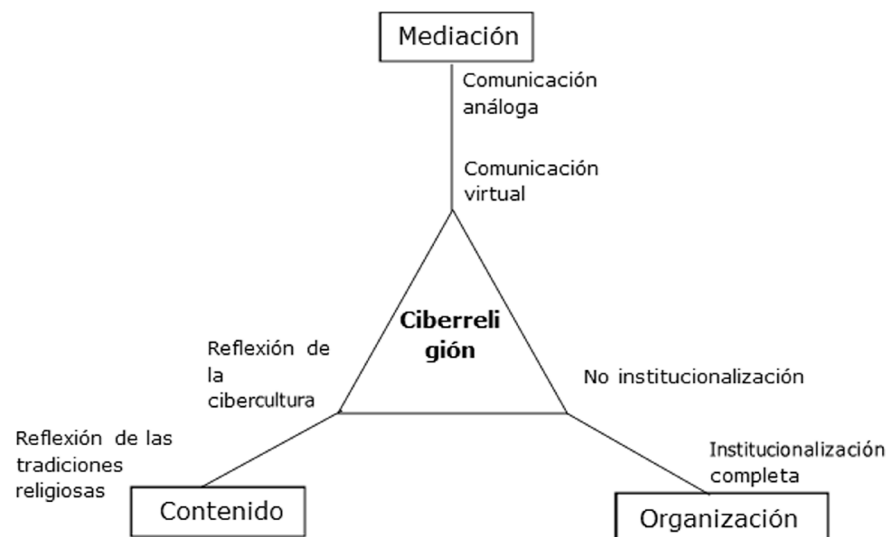 Mediación
Comunicación
análoga
Comunicación
virtual
Ciberreli
gión
Reflexión de
la
cibercultura
No institucionalización
Reflexión de las
tradiciones
religiosas
Institucionalización
completa
Contenido
Organización